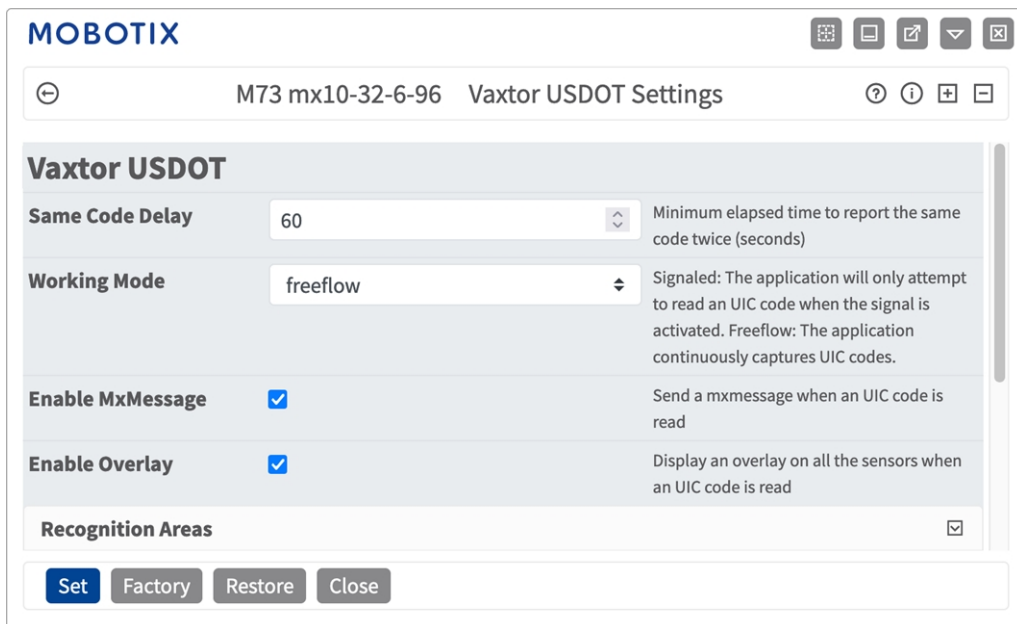 MOBOTIX
M73 mx10-32-6-96 Vaxtor USDOT Settings
Vaxtor USDOT
Same Code Delay
60
Minimum elapsed time to report the same
code twice (seconds)
Working Mode
freeflow
Signaled: The application will only attempt
to read an UIC code when the signal is
activated. Freeflow: The application
continuously captures UIC codes.
Enable MxMessage
Send a mxmessage when an UIC code is
read
Enable Overlay
Display an overlay on all the sensors when
an UIC code is read
Recognition Areas
Set Factory Restore Close